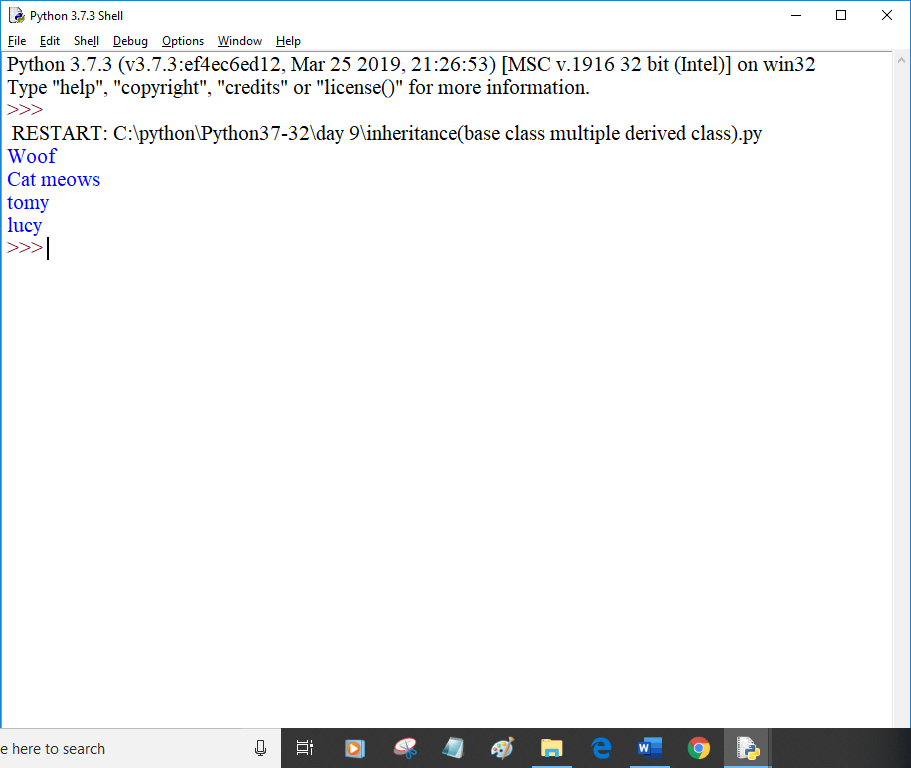 Python 3.7.3 Shell
File Edit Shell Debug Options Window Help
Python 3.7.3 (v3.7.3:ef4ec6ed12, Mar 25 2019, 21:26:53) [MSC v.1916 32 bit (Intel)] on win32
Type "help", "copyright", "credits" or "license()" for more information.
>>>
RESTART: C:\python\Python37-32\day 9\inheritance(base class multiple derived class).py
Woof
Cat meows
tomy
lucy
>>>
e here to search